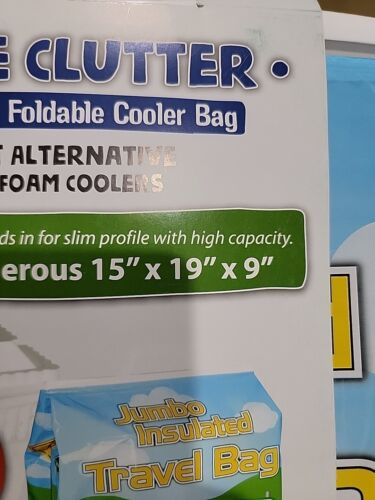 E CLUTTER •
Foldable Cooler Bag
T ALTERNATIVE
FOAM COOLERS
ds in for slim profile with high capacity.
erous 15” x 19” x 9”
Jumbo
Insulated
Travel Bag